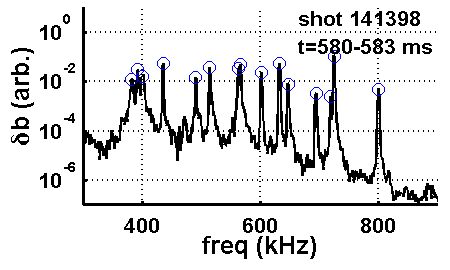 shot 141398
t=580-583 ms
10^0
10^-2
10^-4
10^-6
δb (arb.)
400
600
800
freq (kHz)